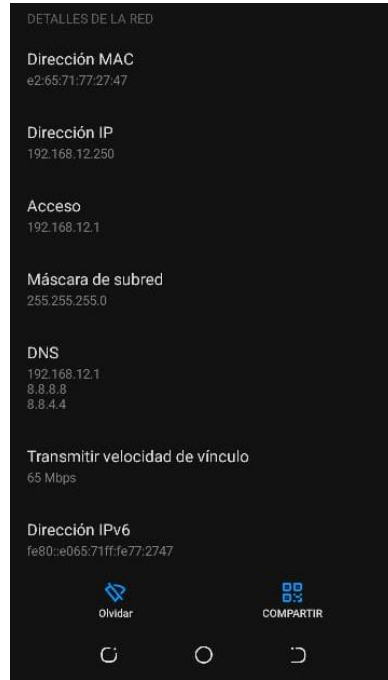 DETALLES DE LA RED
Dirección MAC
e2:65:71:77:27:47
Dirección IP
192.168.12.250
Acceso
192.168.12.1
Máscara de subred
255.255.255.0
DNS
192.168.12.1
8.8.8.8
8.8.4.4
Transmitir velocidad de vínculo
65 Mbps
Dirección IPv6
fe80::e065:71ff:fe77:2747
Olvidar
COMPARTIR